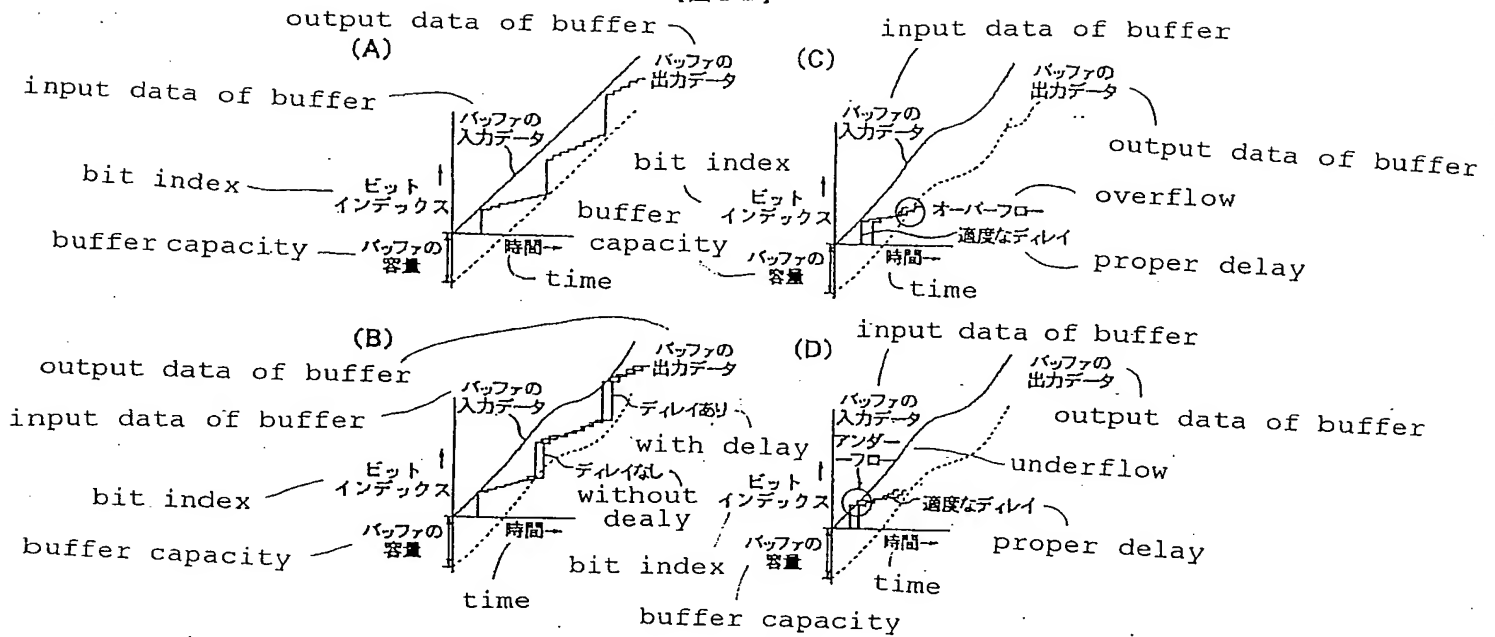 output data of buffer
(A)
バッファの
出力データ
input data of buffer
バッファの
入力データ
bit index
ビット
インデックス
buffer capacity
バッファの
容量
時間→
time
input data of buffer
(C)
バッファの
出力データ
バッファの
入力データ
output data of buffer
bit index
ビット
インデックス
overflow
オーバーフロー
適度なディレイ
proper delay
buffer
capacity
バッファの
容量
時間→
time
(B)
バッファの
出力データ
output data of buffer
バッファの
入力データ
input data of buffer
ディレイあり
with delay
ディレイなし
without
dealy
bit index
ビット
インデックス
buffer capacity
バッファの
容量
時間→
time
input data of buffer
(D)
バッファの
出力データ
バッファの
入力データ
output data of buffer
アンダ
ーフロー
underflow
ビット
インデックス
適度なディレイ
proper delay
bit index
バッファの
容量
時間→
time
buffer capacity